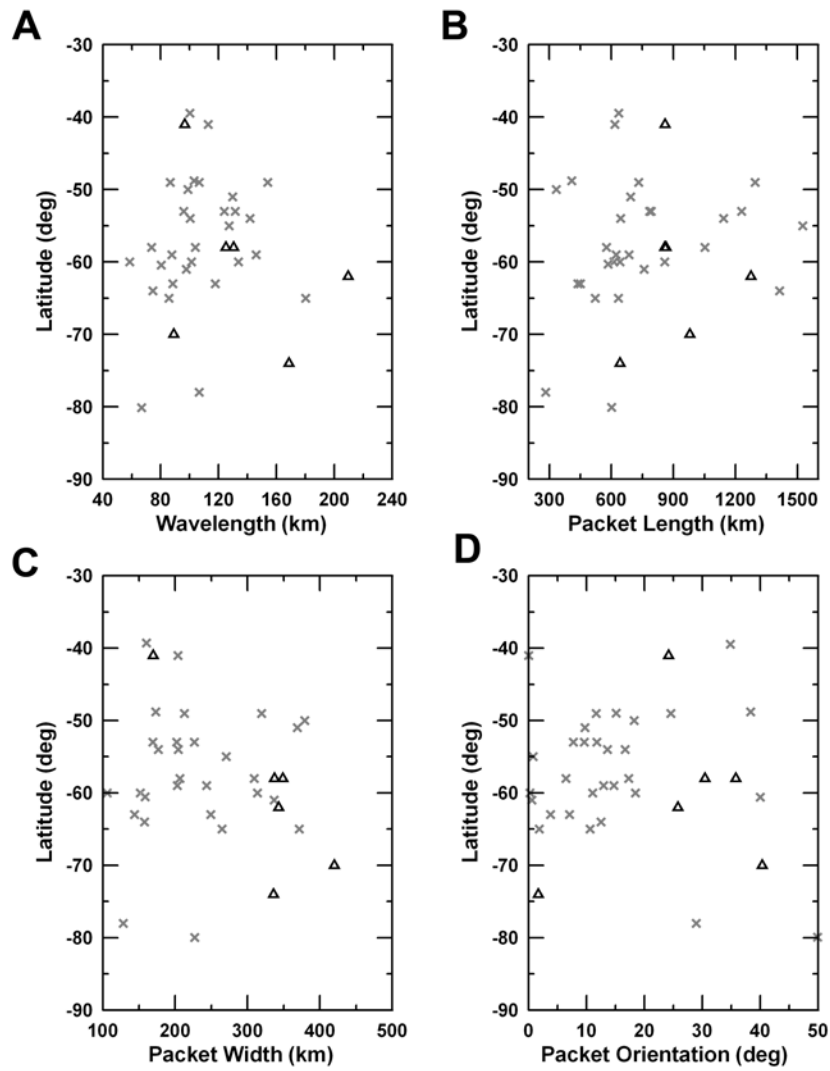 A
-30
-40
-50
-60
-70
-80
-90
Latitude (deg)
40 80 120 160 200 240
Wavelength (km)
B
-30
-40
-50
-60
-70
-80
-90
Latitude (deg)
300 600 900 1200 1500
Packet Length (km)
C
-30
-40
-50
-60
-70
-80
-90
Latitude (deg)
100 200 300 400 500
Packet Width (km)
D
-30
-40
-50
-60
-70
-80
-90
Latitude (deg)
0 10 20 30 40 50
Packet Orientation (deg)